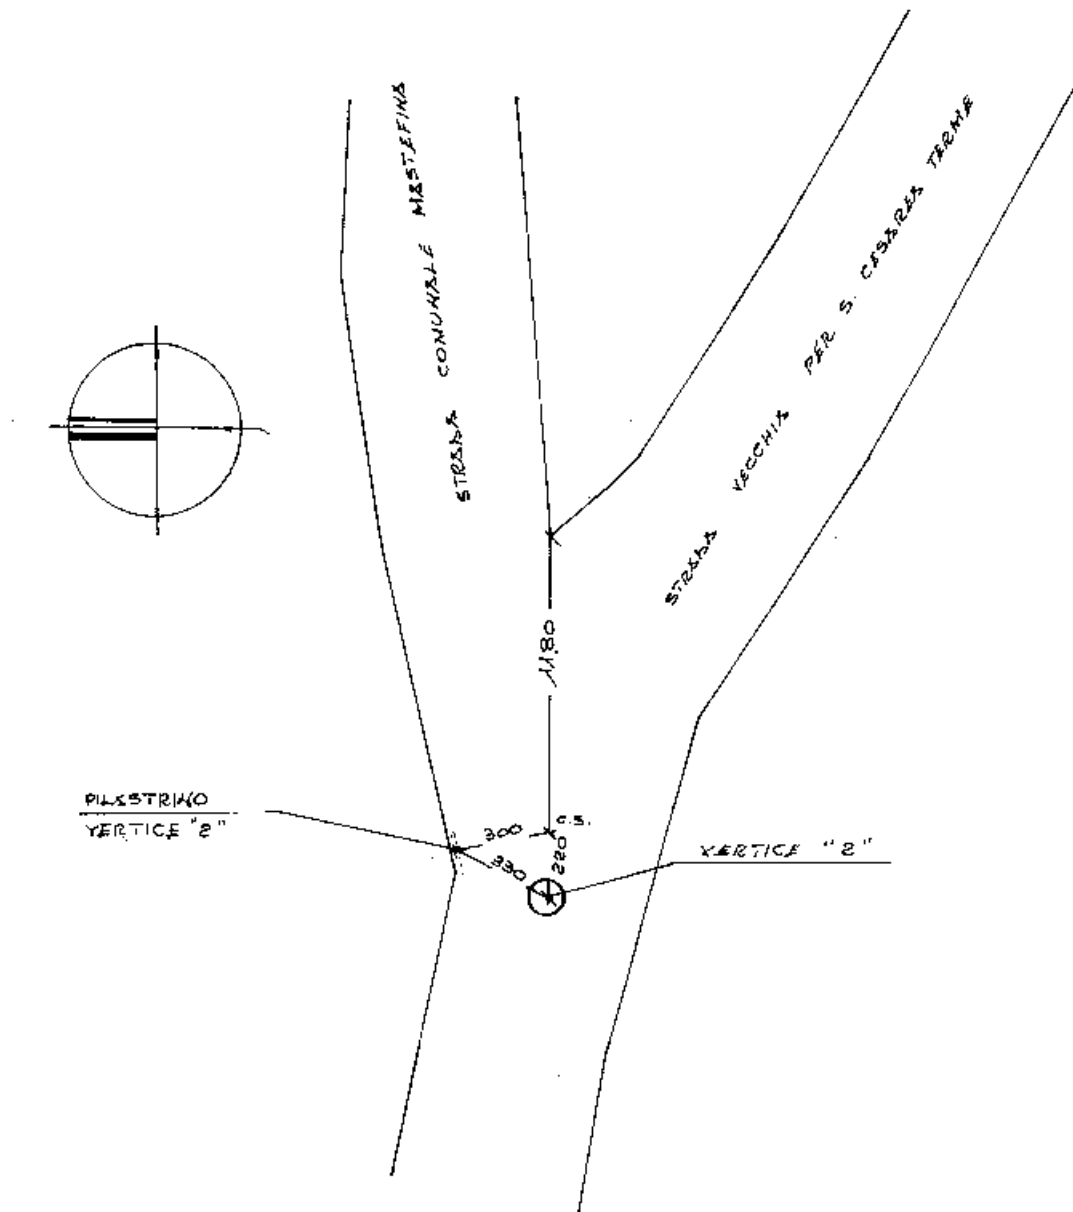 STRADA COMUNALE MASTEFINA
STRADA VECCHIA PER S. CESAREA TERME
11,80
PILASTRINO
VERTICE "2"
300
C.S.
330
220
VERTICE "2"